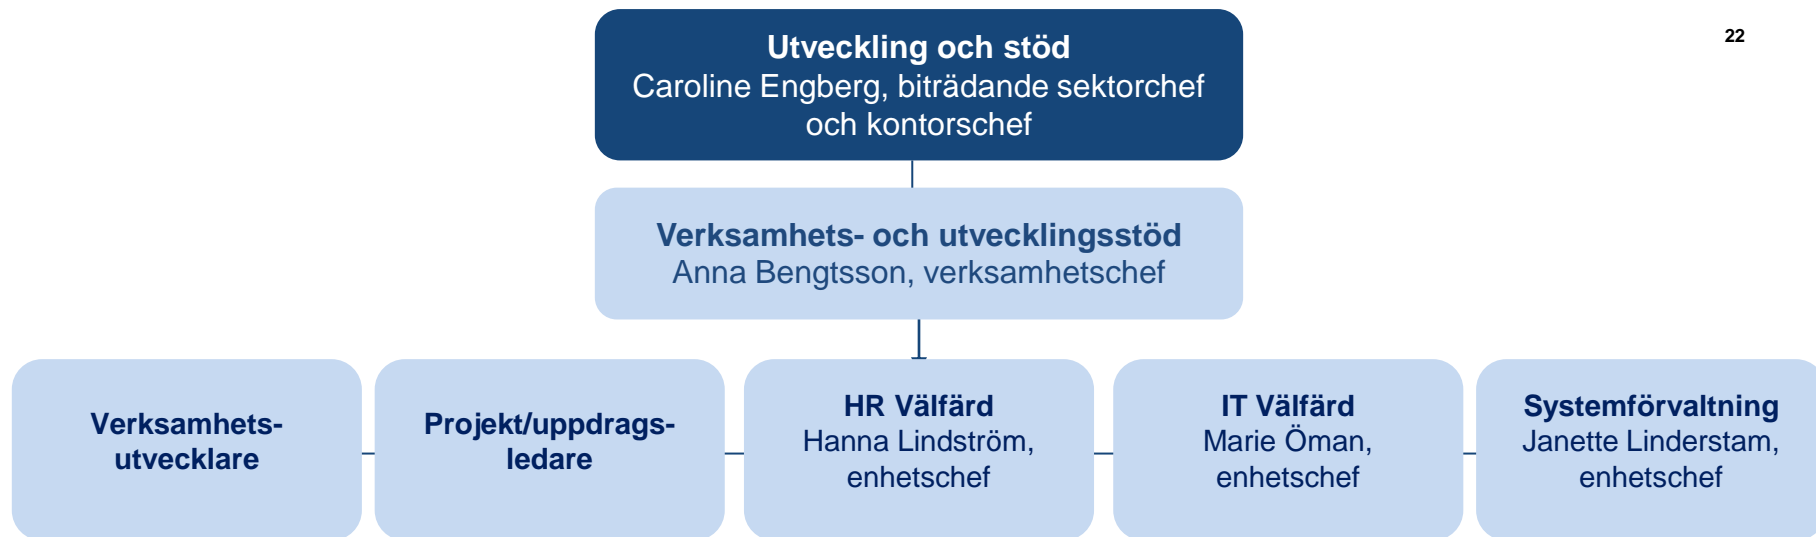 22
Utveckling och stöd
Caroline Engberg, biträdande sektorchef
och kontorschef
Verksamhets- och utvecklingsstöd
Anna Bengtsson, verksamhetschef
Verksamhets-
utvecklare
Projekt/uppdrags-
ledare
HR Välfärd
Hanna Lindström,
enhetschef
IT Välfärd
Marie Öman,
enhetschef
Systemförvaltning
Janette Linderstam,
enhetschef